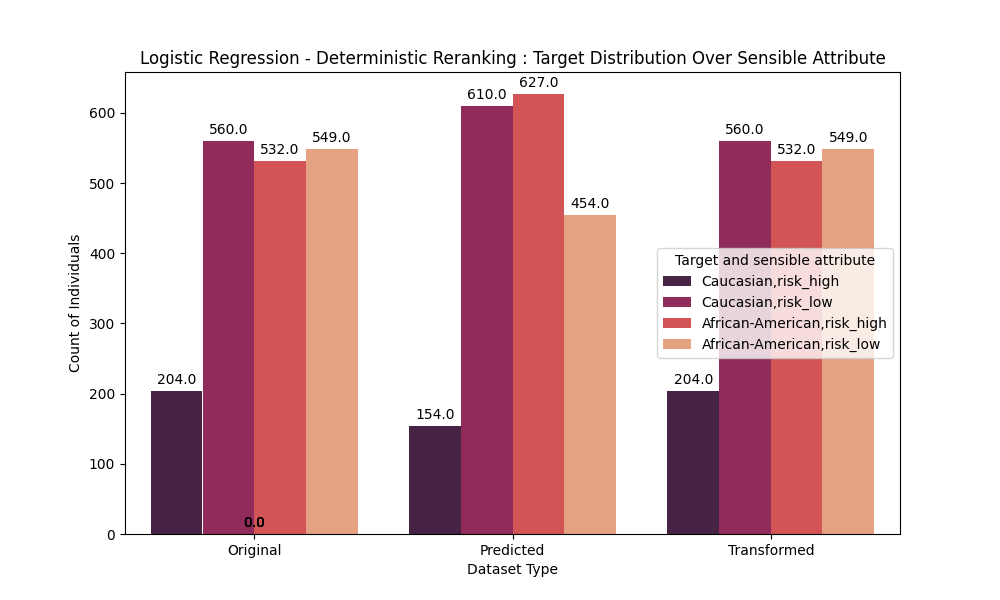 Logistic Regression - Deterministic Reranking : Target Distribution Over Sensible Attribute
Count of Individuals
600
500
400
300
200
100
0
204.0
560.0
532.0
549.0
0.0
154.0
610.0
627.0
454.0
204.0
560.0
532.0
549.0
Target and sensible attribute
Caucasian,risk_high
Caucasian,risk_low
African-American,risk_high
African-American,risk_low
Original
Predicted
Transformed
Dataset Type